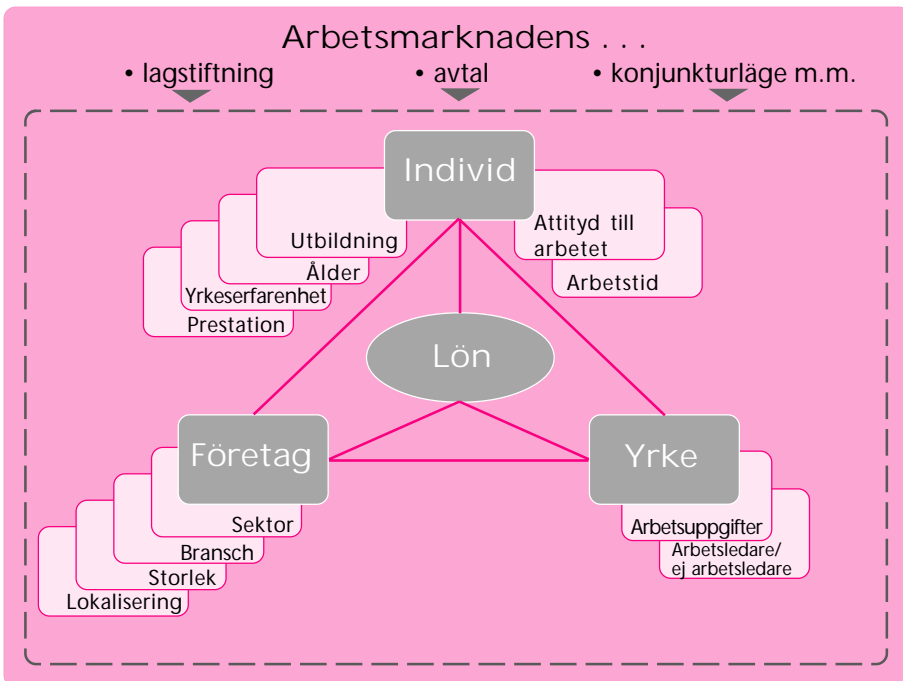 Arbetsmarknadens . . .
• lagstiftning
• avtal
• konjunkturläge m.m.
Individ
Utbildning
Ålder
Yrkeserfarenhet
Prestation
Attityd till
arbetet
Arbetstid
Lön
Företag
Sektor
Bransch
Storlek
Lokalisering
Yrke
Arbetsuppgifter
Arbetsledare/
ej arbetsledare